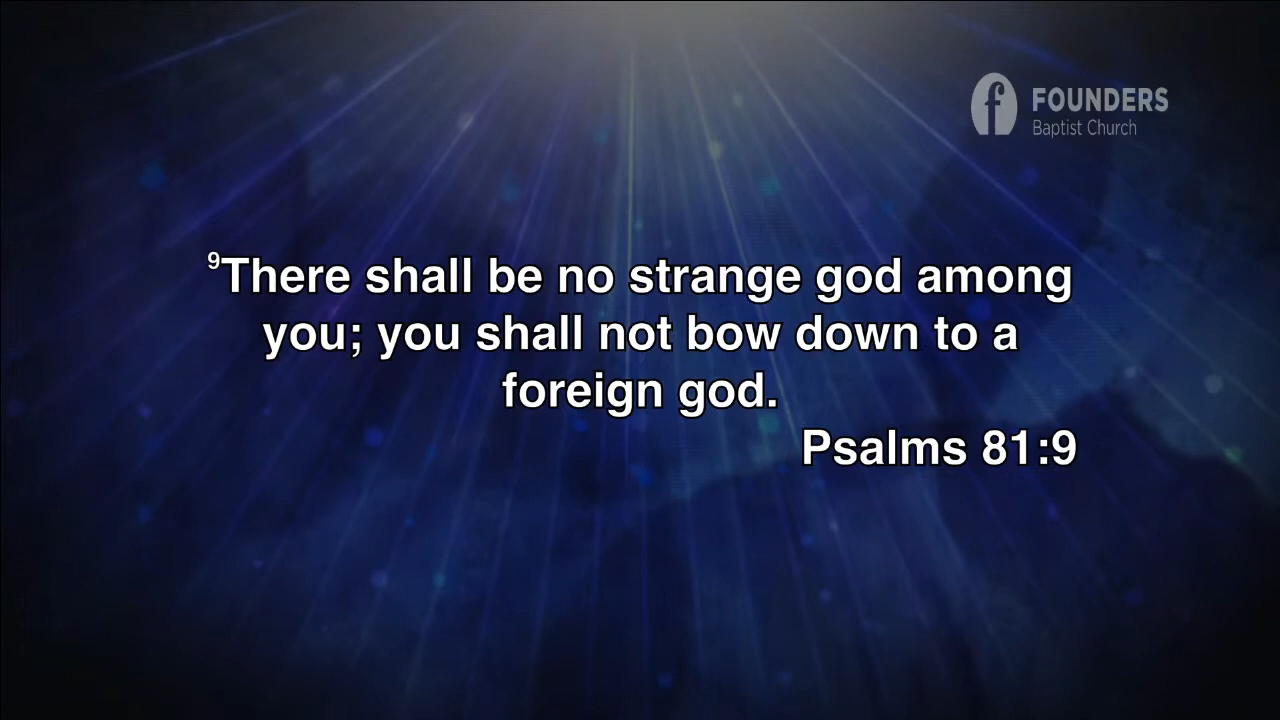 FOUNDERS
Baptist Church
9There shall be no strange god among
you; you shall not bow down to a
foreign god.
Psalms 81:9